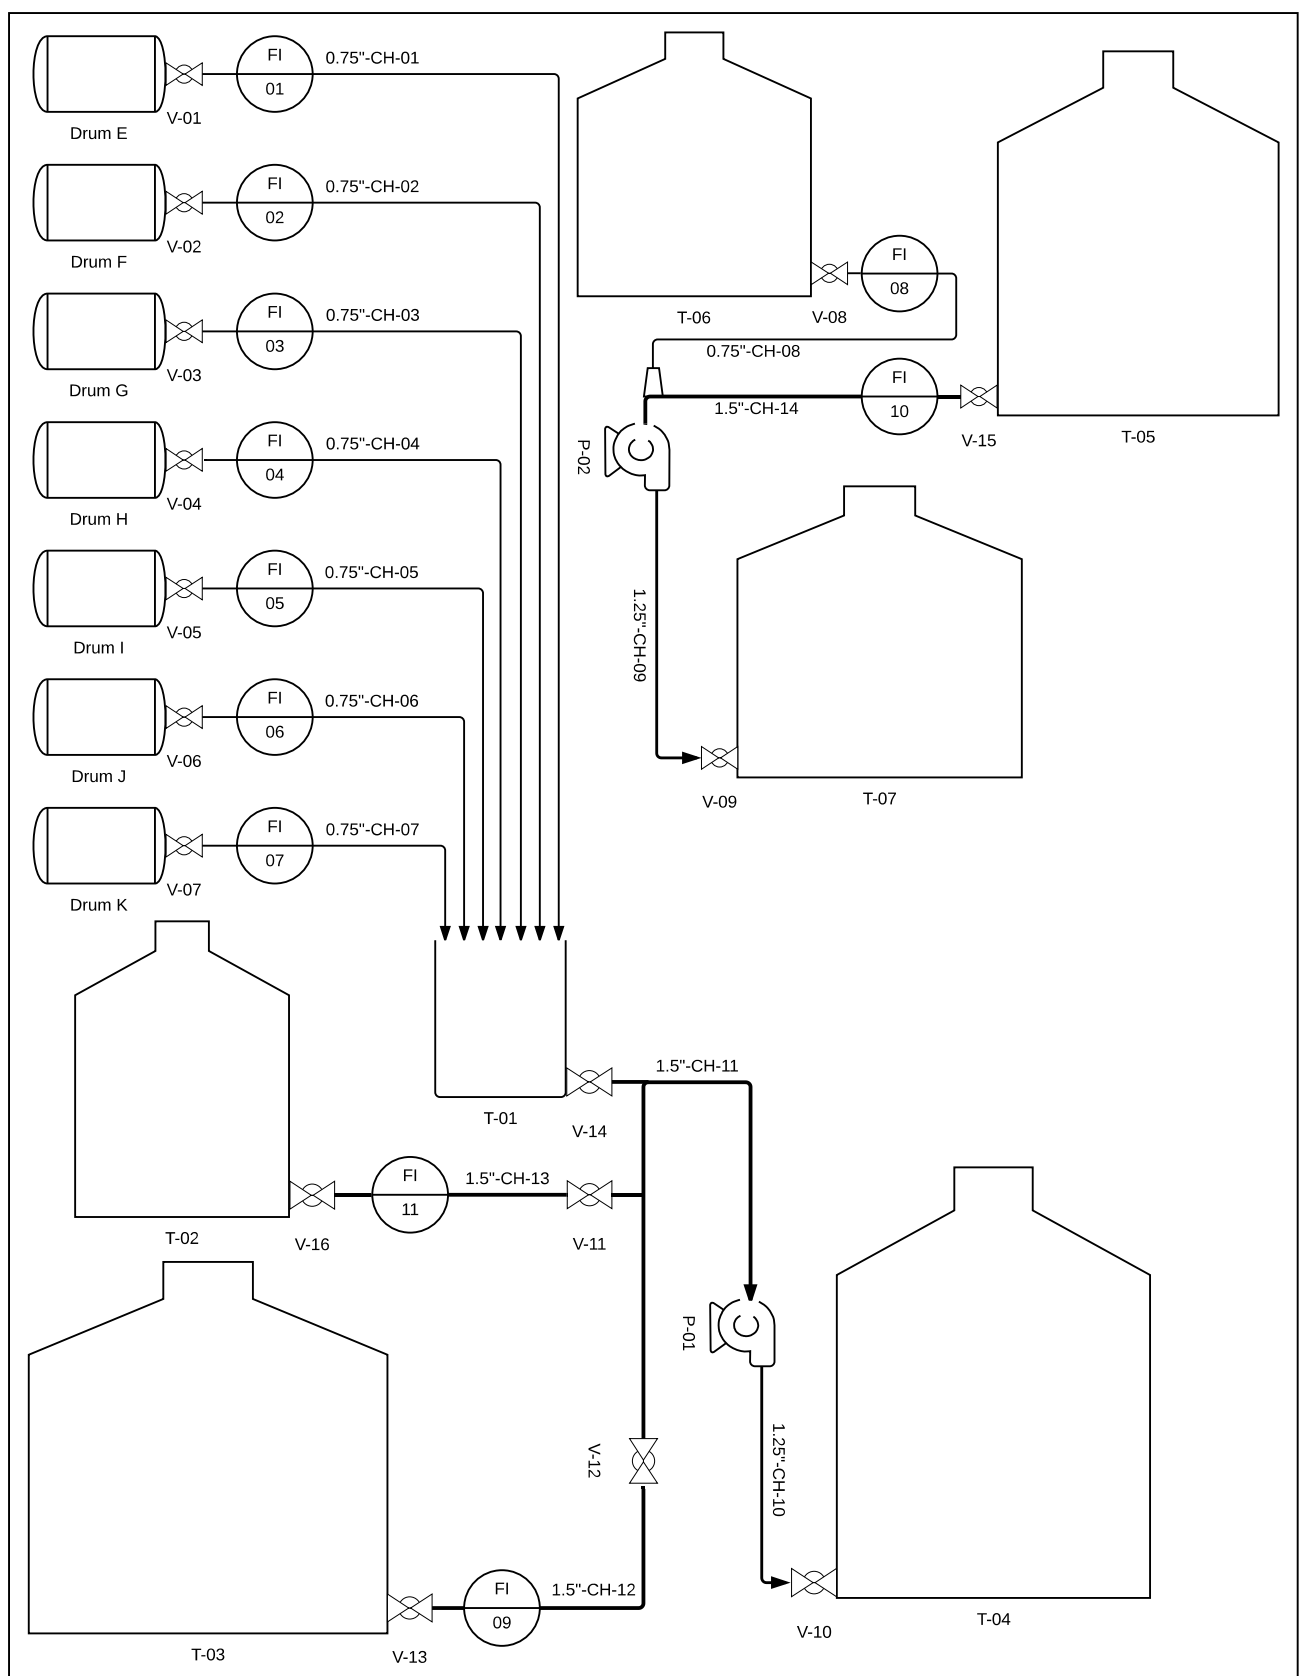 FI
01
0.75"-CH-01
V-01
Drum E
FI
02
0.75"-CH-02
V-02
Drum F
FI
03
0.75"-CH-03
V-03
Drum G
FI
04
0.75"-CH-04
V-04
Drum H
FI
05
0.75"-CH-05
V-05
Drum I
FI
06
0.75"-CH-06
V-06
Drum J
FI
07
0.75"-CH-07
V-07
Drum K
T-06
V-08
FI
08
0.75"-CH-08
1.5"-CH-14
FI
10
V-15
T-05
P-02
1.25"-CH-09
V-09
T-07
T-01
V-14
1.5"-CH-11
T-02
V-16
FI
11
1.5"-CH-13
V-11
P-01
V-12
1.25"-CH-10
V-10
T-04
T-03
V-13
FI
09
1.5"-CH-12